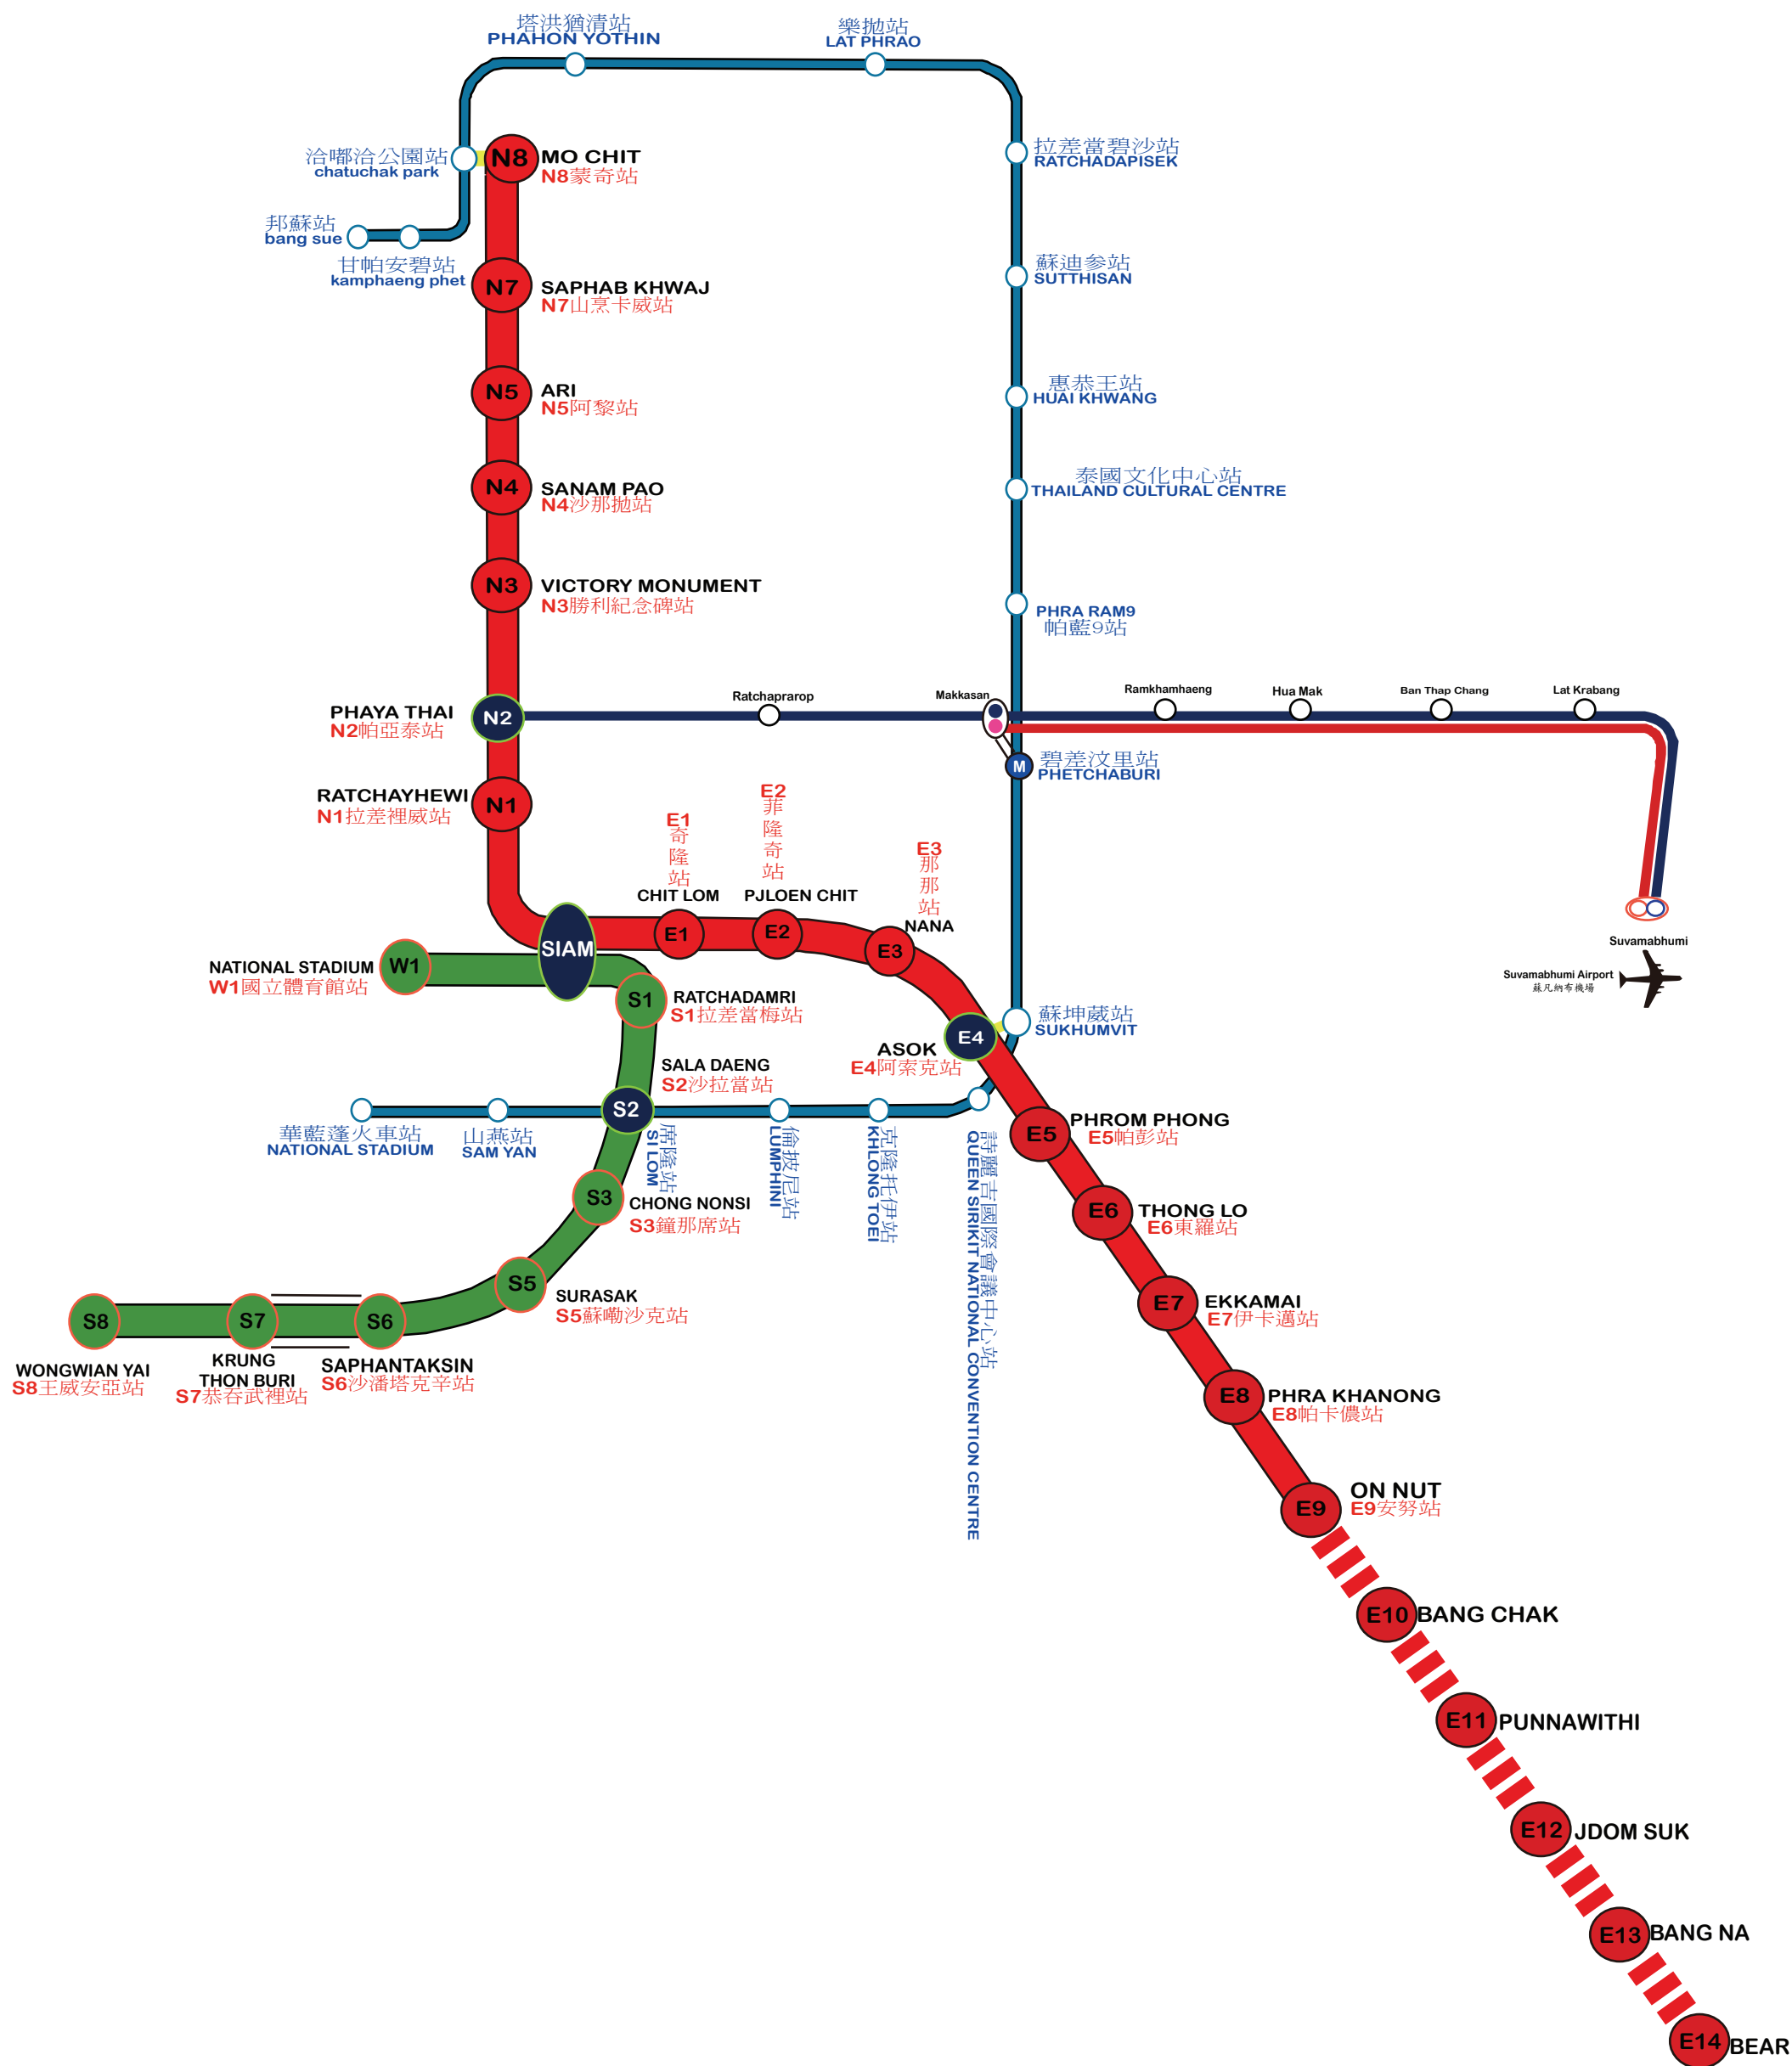 塔洪猶清站
PHAHON YOTHIN
樂拋站
LAT PHRAO
洽嘟洽公園站
chatuchak park
N8
MO CHIT
N8蒙奇站
拉差當碧沙站
RATCHADAPISEK
邦蘇站
bang sue
甘帕安碧站
kamphaeng phet
N7
SAPHAB KHWAJ
N7山烹卡威站
蘇迪參站
SUTTHISAN
N5
ARI
N5阿黎站
惠恭王站
HUAI KHWANG
N4
SANAM PAO
N4沙那拋站
泰國文化中心站
THAILAND CULTURAL CENTRE
N3
VICTORY MONUMENT
N3勝利紀念碑站
PHRA RAM9
帕藍9站
PHAYA THAI
N2帕亞泰站
N2
Ratchaprarop
Makkasan
Ramkhamhaeng
Hua Mak
Ban Thap Chang
Lat Krabang
M
碧差汶里站
PHETCHABURI
RATCHAYHEWI
N1拉差裡威站
N1
E1
奇隆站
CHIT LOM
E1
E2
菲隆奇站
PJLOEN CHIT
E2
E3
那那站
NANA
E3
SIAM
Suvamabhumi
Suvamabhumi Airport
蘇凡納布機場
NATIONAL STADIUM
W1國立體育館站
W1
S1
RATCHADAMRI
S1拉差當梅站
蘇坤葳站
SUKHUMVIT
ASOK
E4阿索克站
E4
SALA DAENG
S2沙拉當站
S2
華藍蓬火車站
NATIONAL STADIUM
山燕站
SAM YAN
席隆站
SI LOM
倫披尼站
LUMPHINI
克隆托伊站
KHLONG TOEI
詩麗吉國際會議中心站
QUEEN SIRIKIT NATIONAL CONVENTION CENTRE
E5
PHROM PHONG
E5帕彭站
S3
CHONG NONSI
S3鐘那席站
E6
THONG LO
E6東羅站
S5
SURASAK
S5蘇嘞沙克站
E7
EKKAMAI
E7伊卡邁站
S8
WONGWIAN YAI
S8王威安亞站
S7
KRUNG
THON BURI
S7恭吞武裡站
S6
SAPHANTAKSIN
S6沙潘塔克辛站
E8
PHRA KHANONG
E8帕卡儂站
E9
ON NUT
E9安努站
E10
BANG CHAK
E11
PUNNAWITHI
E12
JDOM SUK
E13
BANG NA
E14
BEAR